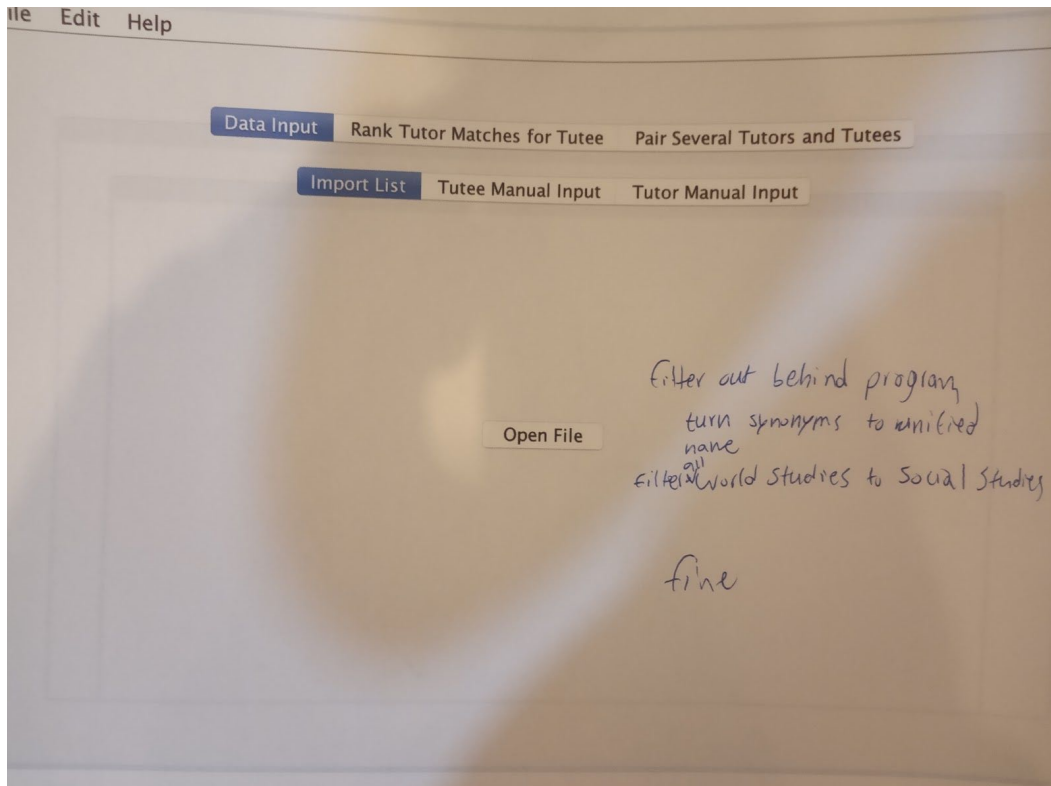 ile Edit Help
Data Input Rank Tutor Matches for Tutee Pair Several Tutors and Tutees
Import List Tutee Manual Input Tutor Manual Input
Open File
filter out behind program
turn synonyms to unified
name
filter all World Studies to Social Studies
fine